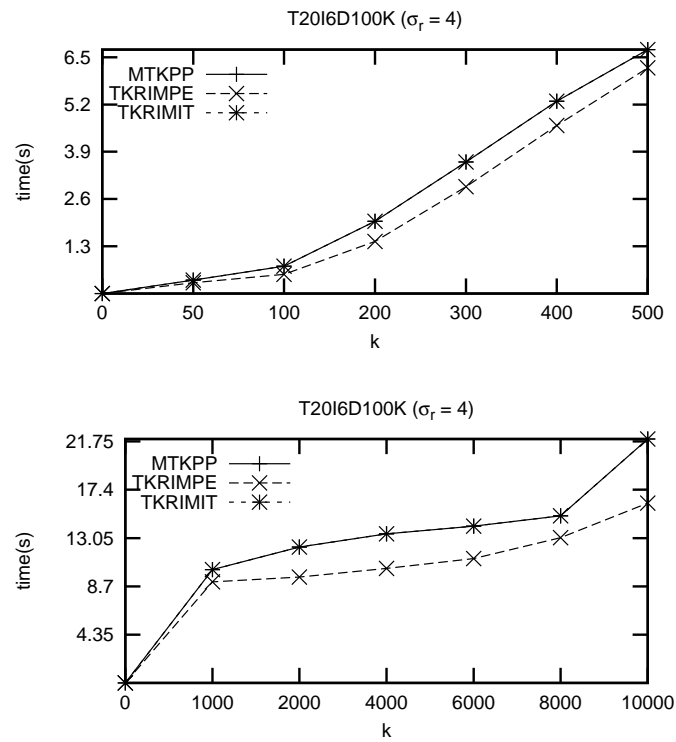 T20I6D100K (σr = 4)
6.5
5.2
3.9
2.6
1.3
time(s)
MTKPP
TKRIMPE
TKRIMIT
0 50 100 200 300 400 500
k
T20I6D100K (σr = 4)
21.75
17.4
13.05
8.7
4.35
time(s)
MTKPP
TKRIMPE
TKRIMIT
0 1000 2000 4000 6000 8000 10000
k